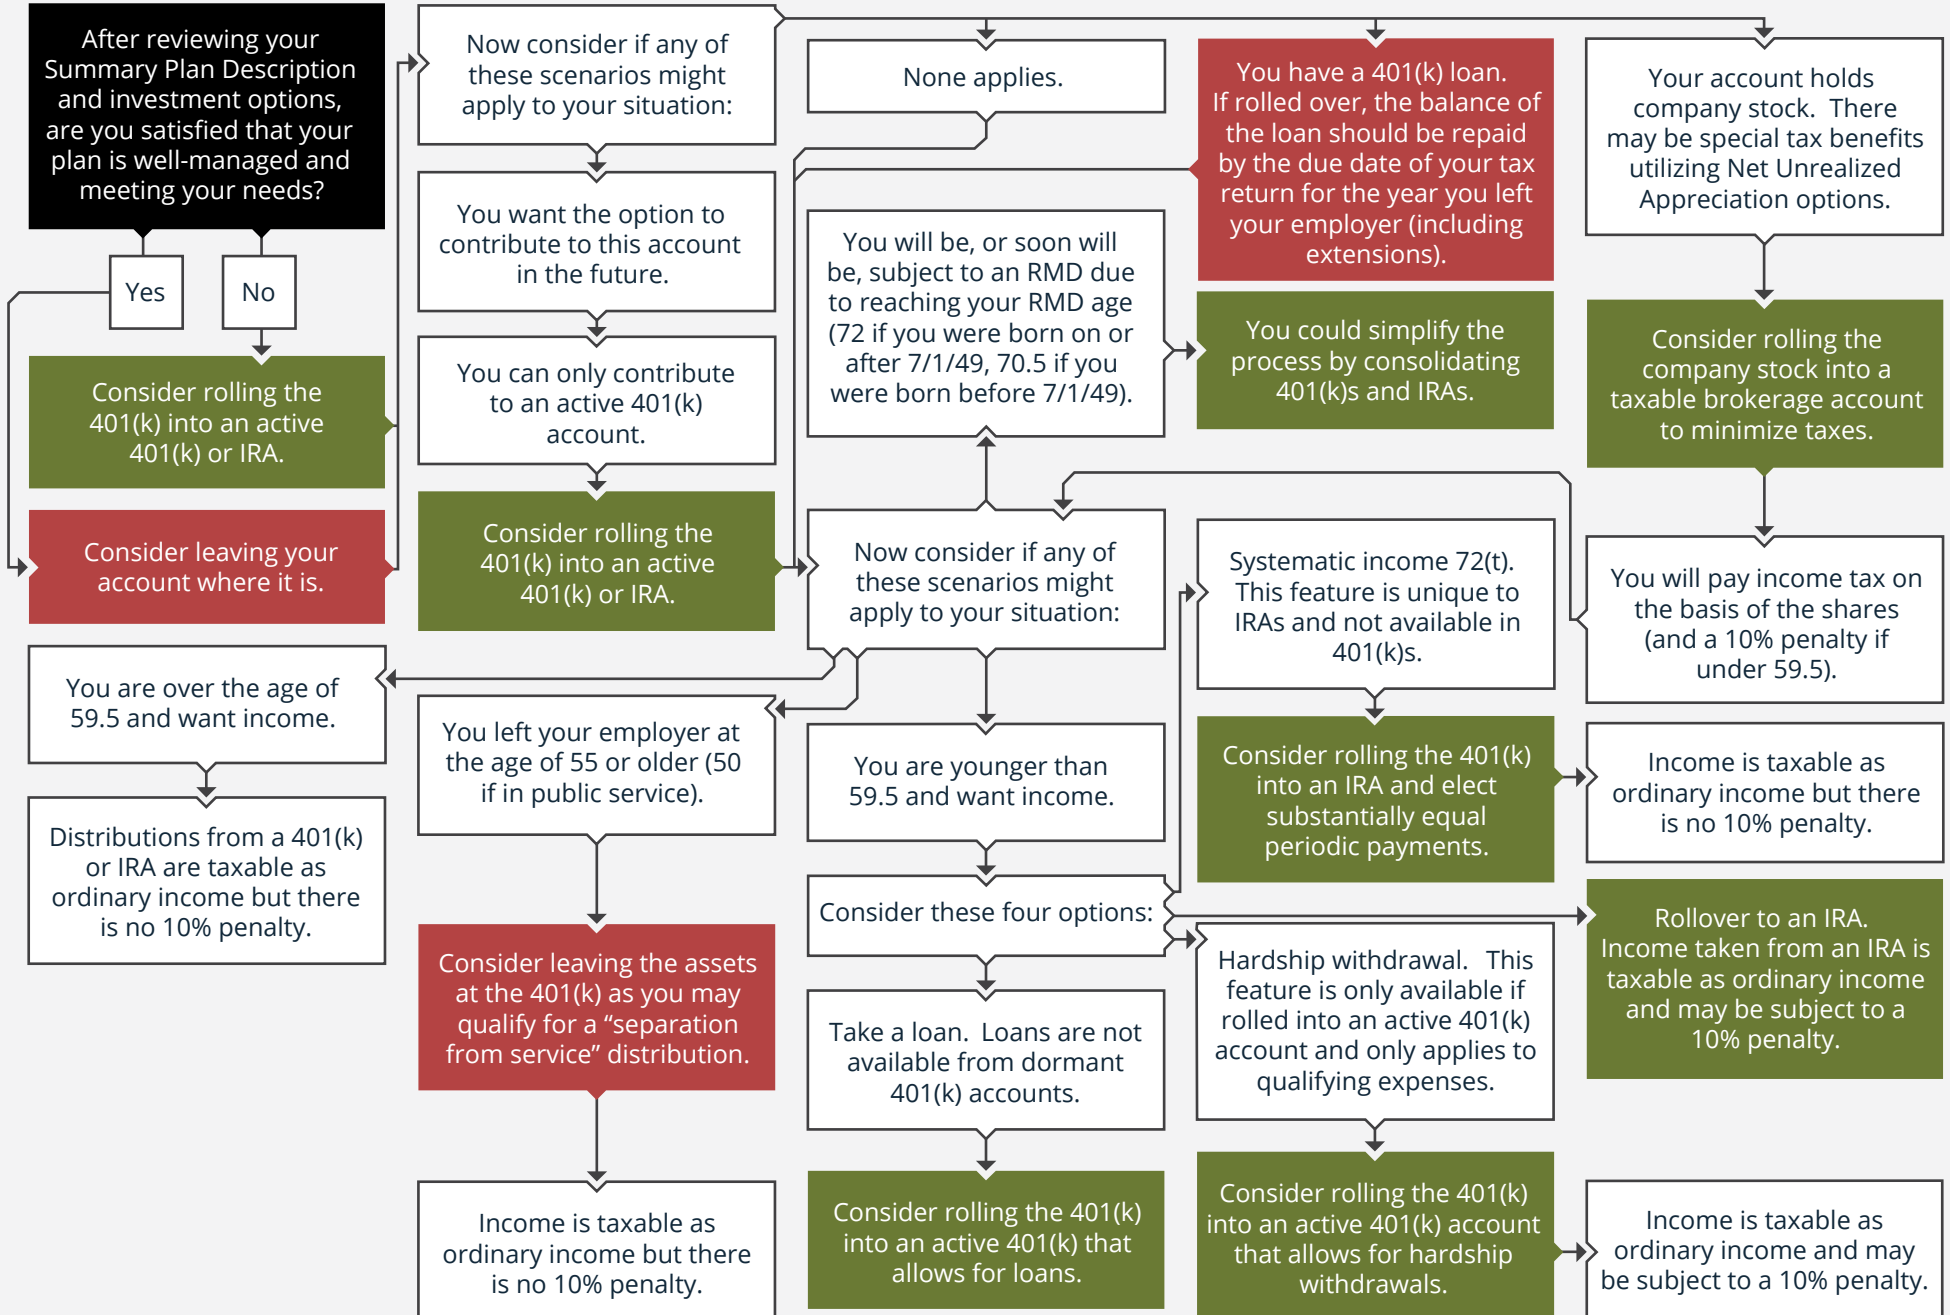 After reviewing your
Summary Plan Description
and investment options,
are you satisfied that your
plan is well-managed and
meeting your needs?
Yes
No
Consider rolling the
401(k) into an active
401(k) or IRA.
Consider leaving your
account where it is.
Now consider if any of
these scenarios might
apply to your situation:
You want the option to
contribute to this account
in the future.
You can only contribute
to an active 401(k)
account.
Consider rolling the
401(k) into an active
401(k) or IRA.
None applies.
You have a 401(k) loan.
If rolled over, the balance of
the loan should be repaid
by the due date of your tax
return for the year you left
your employer (including
extensions).
Your account holds
company stock. There
may be special tax benefits
utilizing Net Unrealized
Appreciation options.
Consider rolling the
company stock into a
taxable brokerage account
to minimize taxes.
You will pay income tax on
the basis of the shares
(and a 10% penalty if
under 59.5).
Now consider if any of
these scenarios might
apply to your situation:
You will be, or soon will
be, subject to an RMD due
to reaching your RMD age
(72 if you were born on or
after 7/1/49, 70.5 if you
were born before 7/1/49).
You could simplify the
process by consolidating
401(k)s and IRAs.
You are over the age of
59.5 and want income.
Distributions from a 401(k)
or IRA are taxable as
ordinary income but there
is no 10% penalty.
You left your employer at
the age of 55 or older (50
if in public service).
Consider leaving the assets
at the 401(k) as you may
qualify for a “separation
from service” distribution.
Income is taxable as
ordinary income but there
is no 10% penalty.
You are younger than
59.5 and want income.
Consider these four options:
Take a loan. Loans are not
available from dormant
401(k) accounts.
Consider rolling the 401(k)
into an active 401(k) that
allows for loans.
Systematic income 72(t).
This feature is unique to
IRAs and not available in
401(k)s.
Consider rolling the 401(k)
into an IRA and elect
substantially equal
periodic payments.
Income is taxable as
ordinary income but there
is no 10% penalty.
Rollover to an IRA.
Income taken from an IRA is
taxable as ordinary income
and may be subject to a
10% penalty.
Hardship withdrawal. This
feature is only available if
rolled into an active 401(k)
account and only applies to
qualifying expenses.
Consider rolling the 401(k)
into an active 401(k) account
that allows for hardship
withdrawals.
Income is taxable as
ordinary income and may
be subject to a 10% penalty.